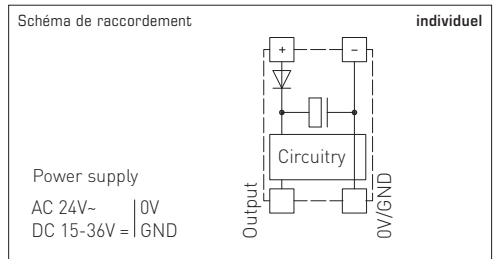 Schéma de raccordement
individuel
+
–
Circuitry
Power supply
AC 24V~ | 0V
DC 15-36V = | GND
Output
0V/GND